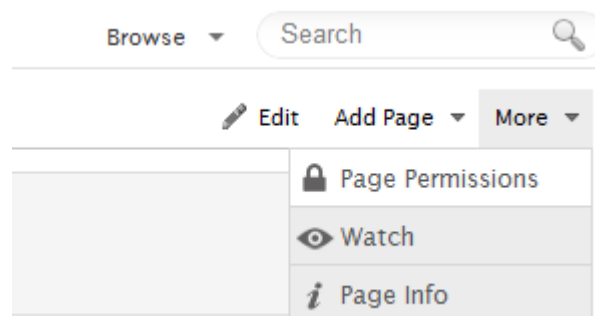 Browse Search
Edit Add Page More
Page Permissions
Watch
Page Info